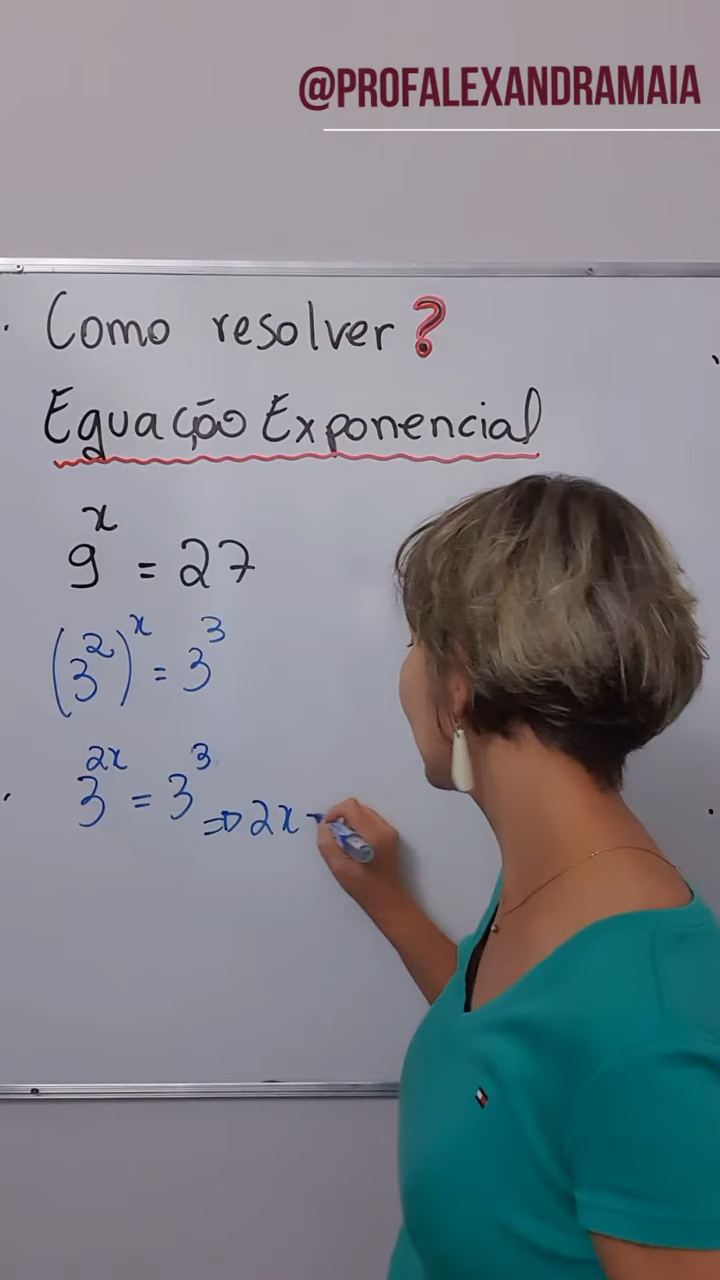 @PROFALEXANDRAMAIA
Como resolver?
Equação Exponencial
9^x = 27
(3^2)^x = 3^3
3^2x = 3^3 => 2x